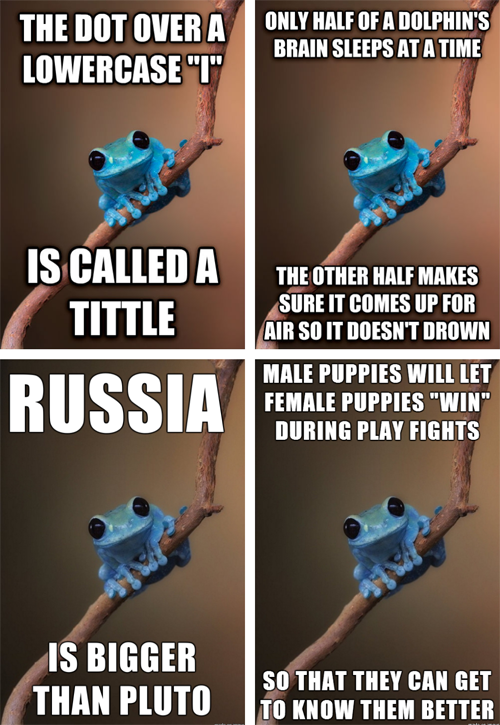 THE DOT OVER A
LOWERCASE "I"
IS CALLED A
TITTLE
ONLY HALF OF A DOLPHIN'S
BRAIN SLEEPS AT A TIME
THE OTHER HALF MAKES
SURE IT COMES UP FOR
AIR SO IT DOESN'T DROWN
RUSSIA
IS BIGGER
THAN PLUTO
MALE PUPPIES WILL LET
FEMALE PUPPIES "WIN"
DURING PLAY FIGHTS
SO THAT THEY CAN GET
TO KNOW THEM BETTER